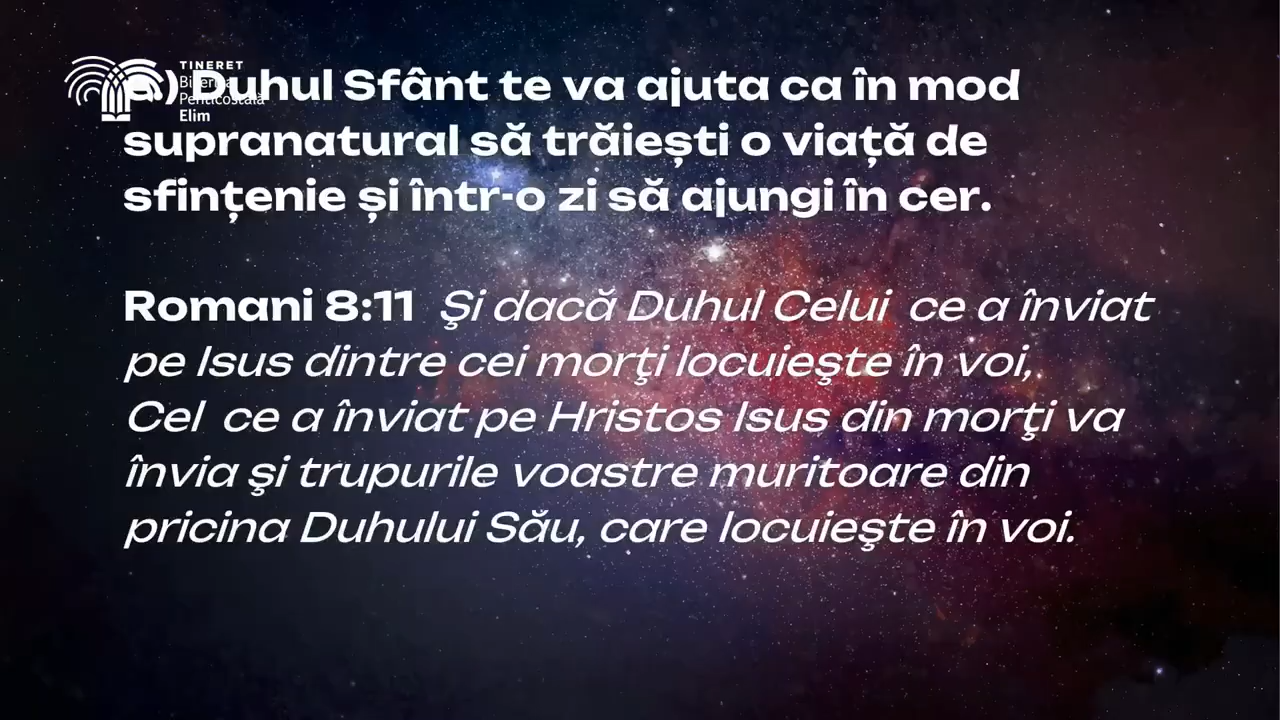 TINERET
Biserica
Penticostală
Elim
) Duhul Sfânt te va ajuta ca în mod
supranatural să trăiești o viață de
sfințenie și într-o zi să ajungi în cer.
Romani 8:11 Şi dacă Duhul Celui ce a înviat
pe Isus dintre cei morţi locuieşte în voi,.
Cel ce a înviat pe Hristos Isus din morţi va
învia şi trupurile voastre muritoare din
pricina Duhului Său, care locuieşte în voi.